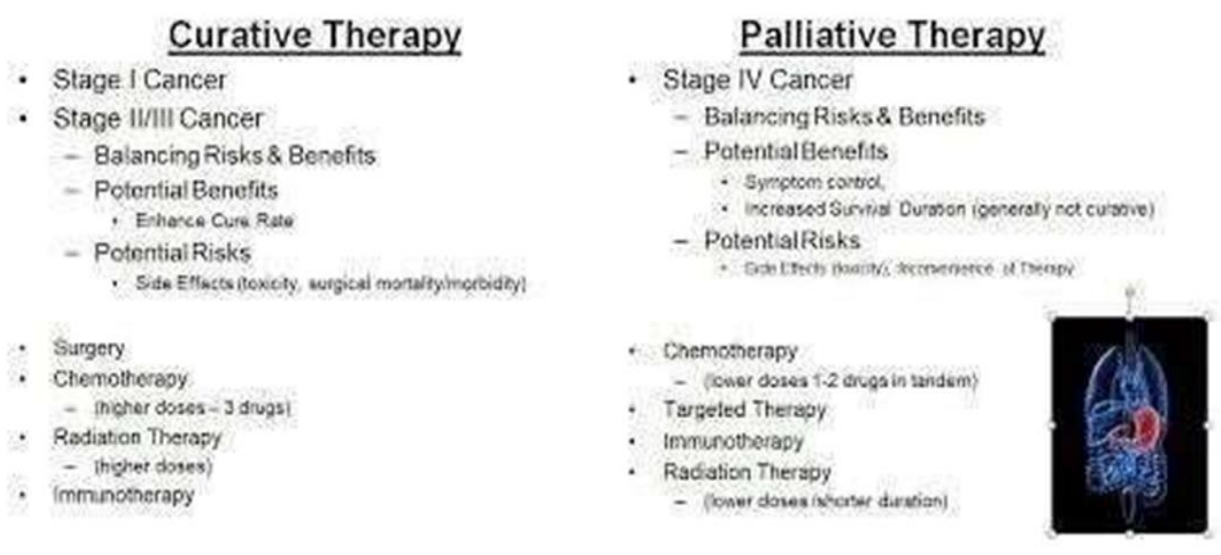 Curative Therapy
• Stage I Cancer
• Stage II/III Cancer
– Balancing Risks & Benefits
– Potential Benefits
• Enhance Cure Rate
– Potential Risks
• Side Effects (toxicity, surgical mortality/morbidity)
• Surgery
• Chemotherapy
– (higher doses – 3 drugs)
• Radiation Therapy
– (higher doses)
• Immunotherapy
Palliative Therapy
• Stage IV Cancer
– Balancing Risks & Benefits
– Potential Benefits
• Symptom control,
• Increased Survival Duration (generally not curative)
– Potential Risks
• Side Effects (toxicity), Inconvenience of Therapy
• Chemotherapy
– (lower doses 1-2 drugs in tandem)
• Targeted Therapy
• Immunotherapy
• Radiation Therapy
– (lower doses /shorter duration)